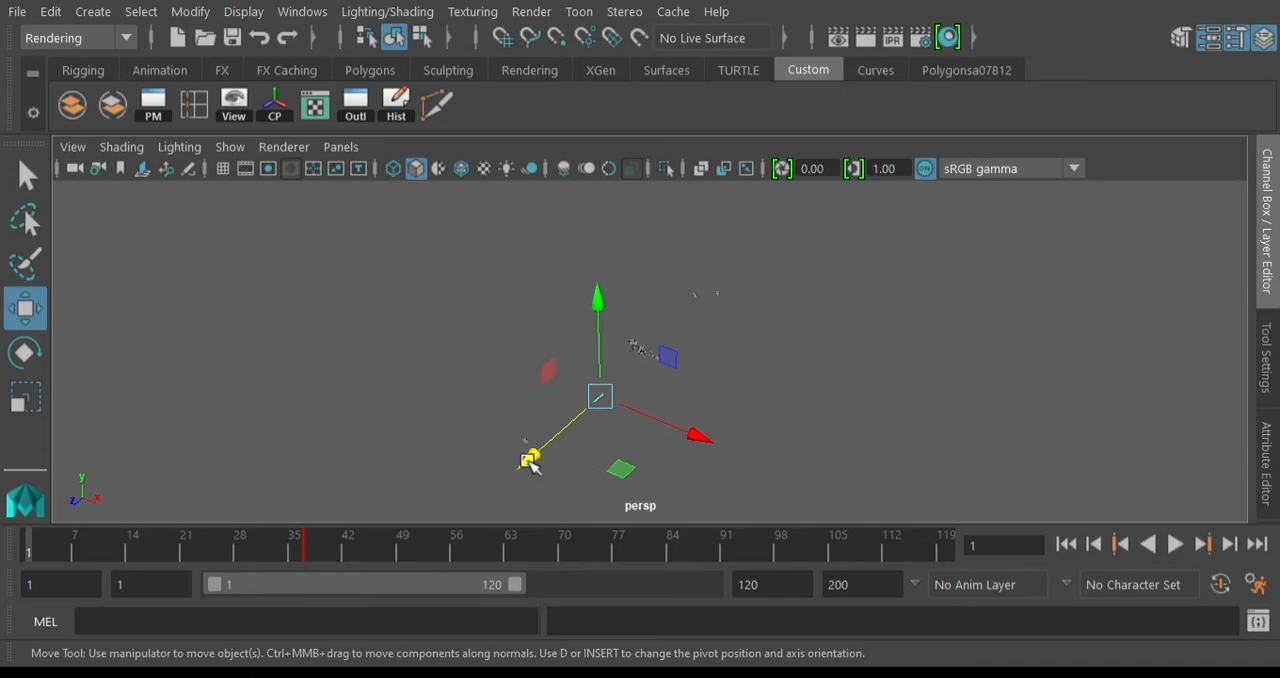 File Edit Create Select Modify Display Windows Lighting/Shading Texturing Render Toon Stereo Cache Help
Rendering No Live Surface IPR
Rigging Animation FX FX Caching Polygons Sculpting Rendering XGen Surfaces TURTLE Custom Curves Polygonsa07812
PM View CP Outl Hist
View Shading Lighting Show Renderer Panels
0.00 1.00 ON sRGB gamma
Channel Box / Layer Editor
Tool Settings
Attribute Editor
y
z x
persp
1 7 14 21 28 35 42 49 56 63 70 77 84 91 98 105 112 119 1
1 1 1 120 120 200 No Anim Layer No Character Set
MEL
Move Tool: Use manipulator to move object(s). Ctrl+MMB+drag to move components along normals. Use D or INSERT to change the pivot position and axis orientation.